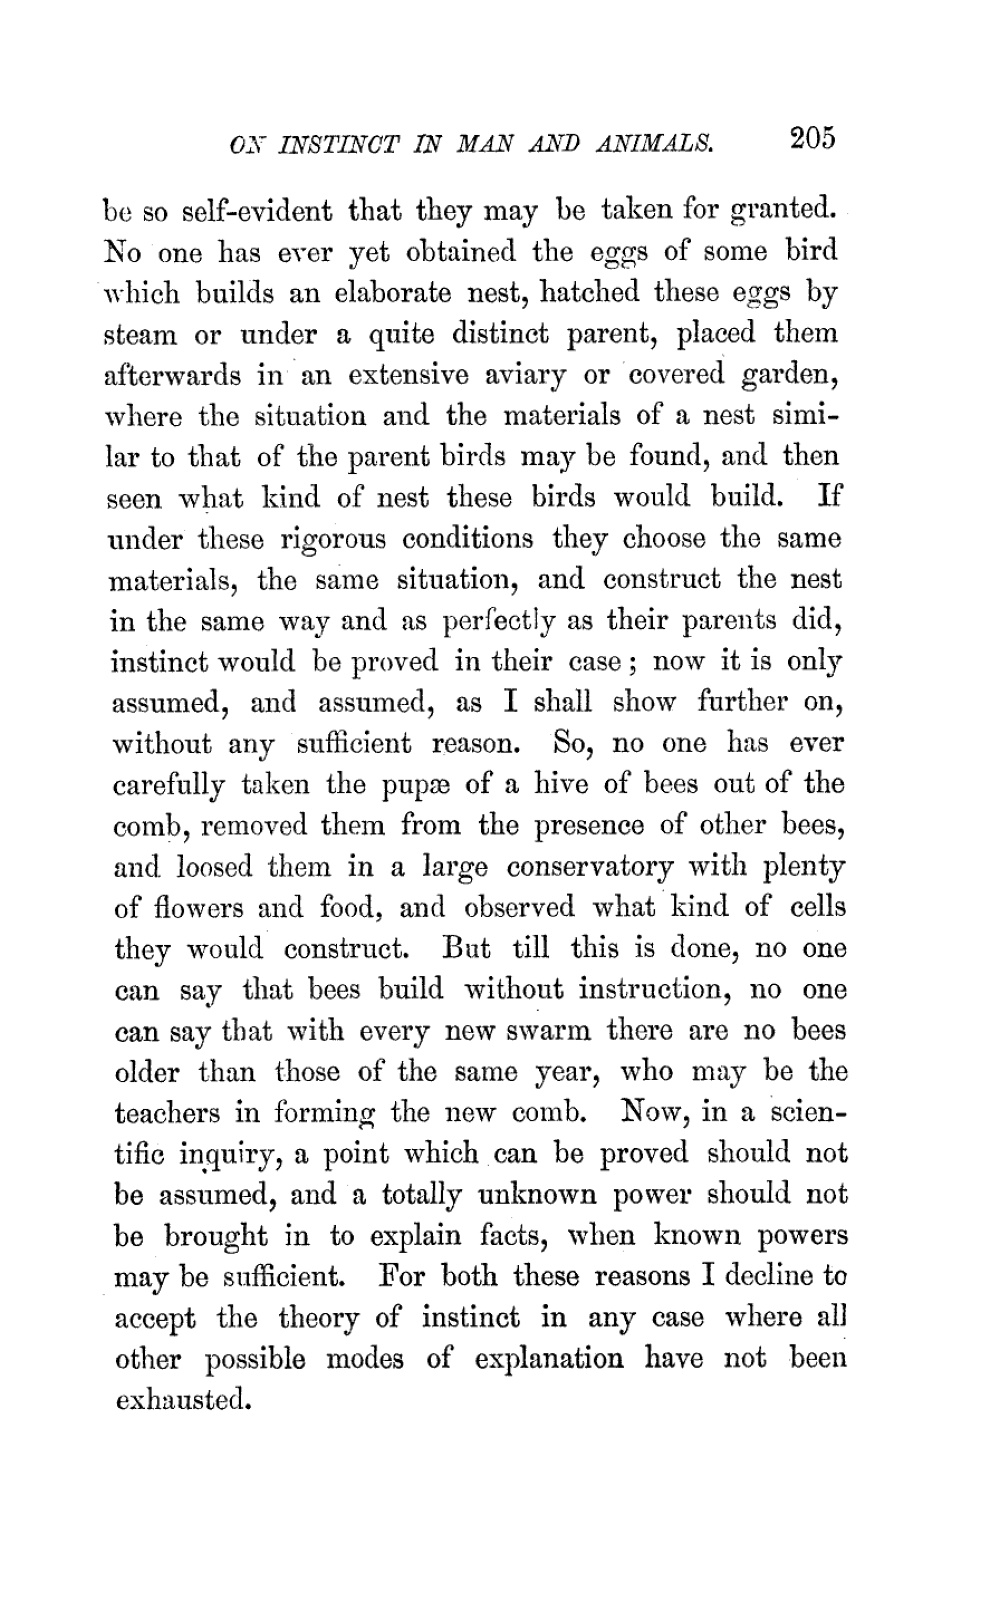 ON INSTINCT IN MAN AND ANIMALS. 205
be so self-evident that they may be taken for granted.
No one has ever yet obtained the eggs of some bird
which builds an elaborate nest, hatched these eggs by
steam or under a quite distinct parent, placed them
afterwards in an extensive aviary or covered garden,
where the situation and the materials of a nest simi-
lar to that of the parent birds may be found, and then
seen what kind of nest these birds would build. If
under these rigorous conditions they choose the same
materials, the same situation, and construct the nest
in the same way and as perfectly as their parents did,
instinct would be proved in their case; now it is only
assumed, and assumed, as I shall show further on,
without any sufficient reason. So, no one has ever
carefully taken the pupæ of a hive of bees out of the
comb, removed them from the presence of other bees,
and loosed them in a large conservatory with plenty
of flowers and food, and observed what kind of cells
they would construct. But till this is done, no one
can say that bees build without instruction, no one
can say that with every new swarm there are no bees
older than those of the same year, who may be the
teachers in forming the new comb. Now, in a scien-
tific inquiry, a point which can be proved should not
be assumed, and a totally unknown power should not
be brought in to explain facts, when known powers
may be sufficient. For both these reasons I decline to
accept the theory of instinct in any case where all
other possible modes of explanation have not been
exhausted.